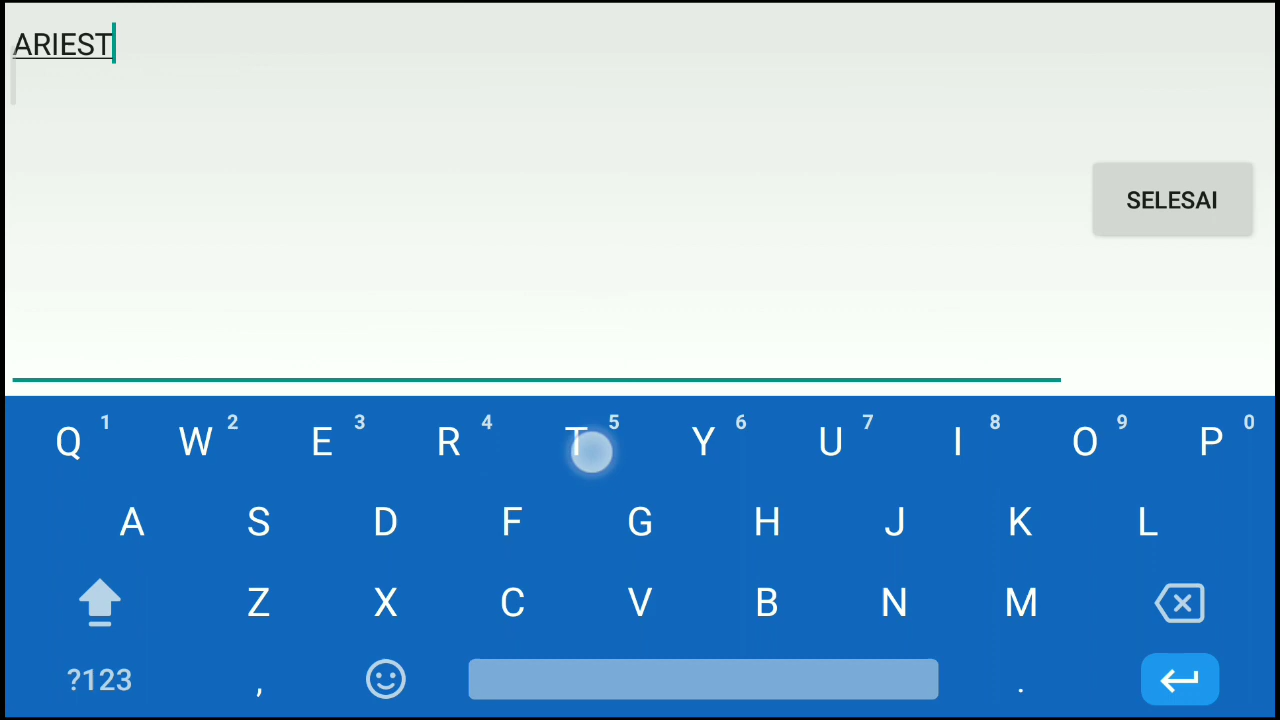 ARIEST
SELESAI
Q 1 W 2 E 3 R 4 T 5 Y 6 U 7 I 8 O 9 P 0
A S D F G H J K L
Z X C V B N M
?123 , .